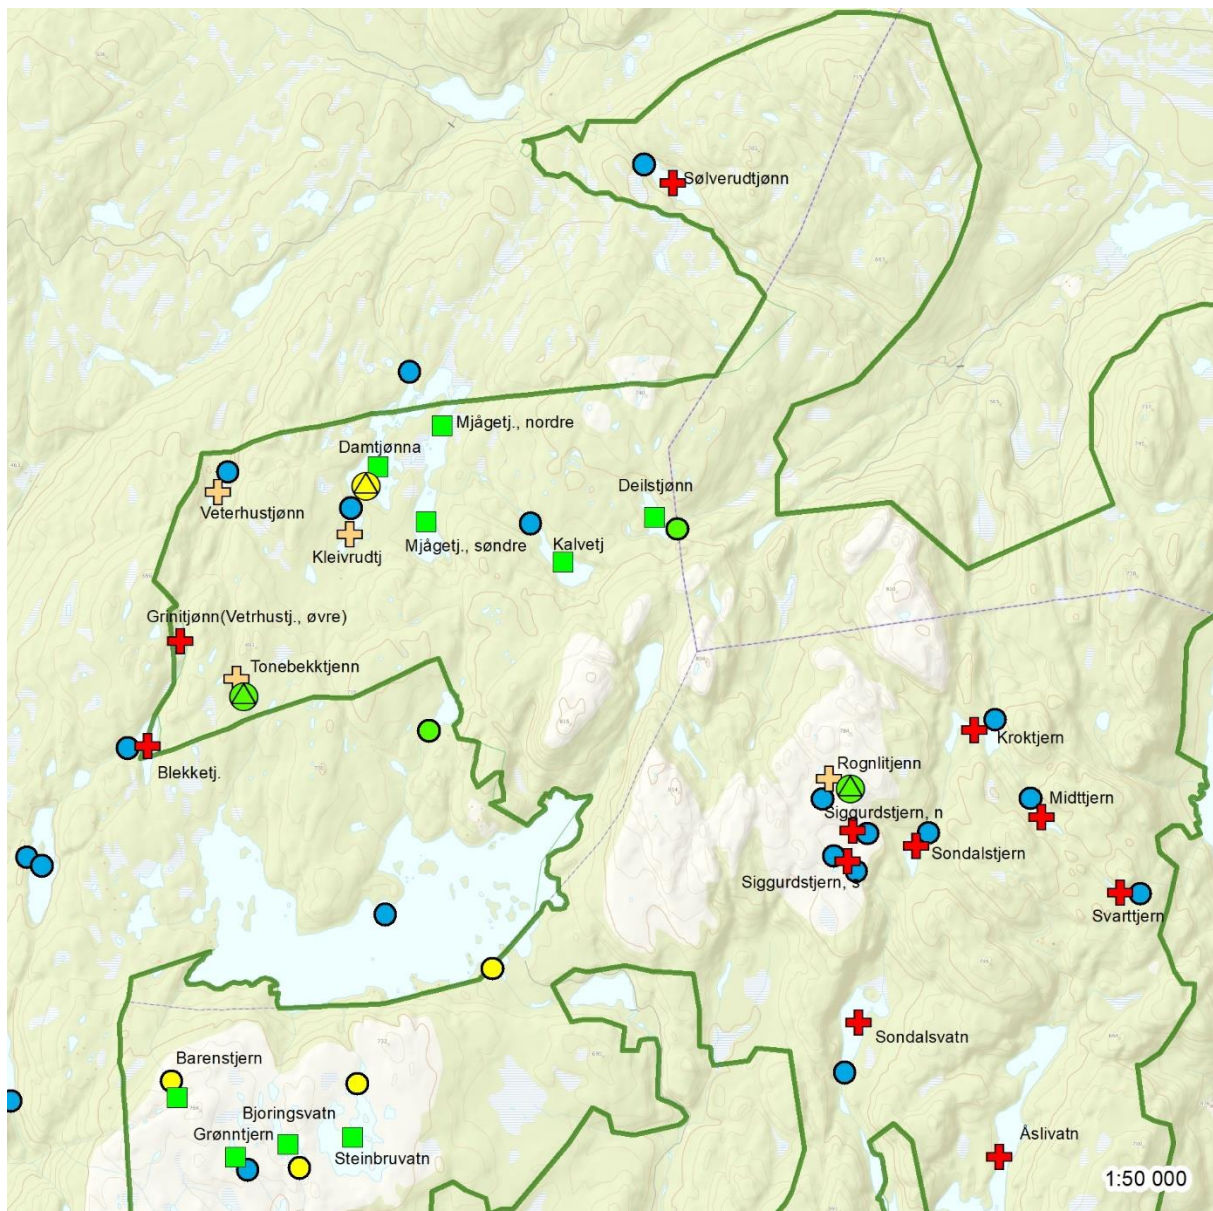 Sølverudtjønn
Mjågetj., nordre
Damtjønna
Deilstjønn
Veterhustjønn
Mjågetj., søndre
Kalvetj
Kleivrudtj
Grinitjønn(Vetrhustj., øvre)
Tonebekktjenn
Blekketj.
Kroktjern
Rognlitjenn
Midttjern
Siggurdstjern, n
Sondalstjern
Siggurdstjern, s
Svarttjern
Sondalsvatn
Barenstjern
Bjoringsvatn
Grønntjern
Steinbruvatn
Åslivatn
1:50 000